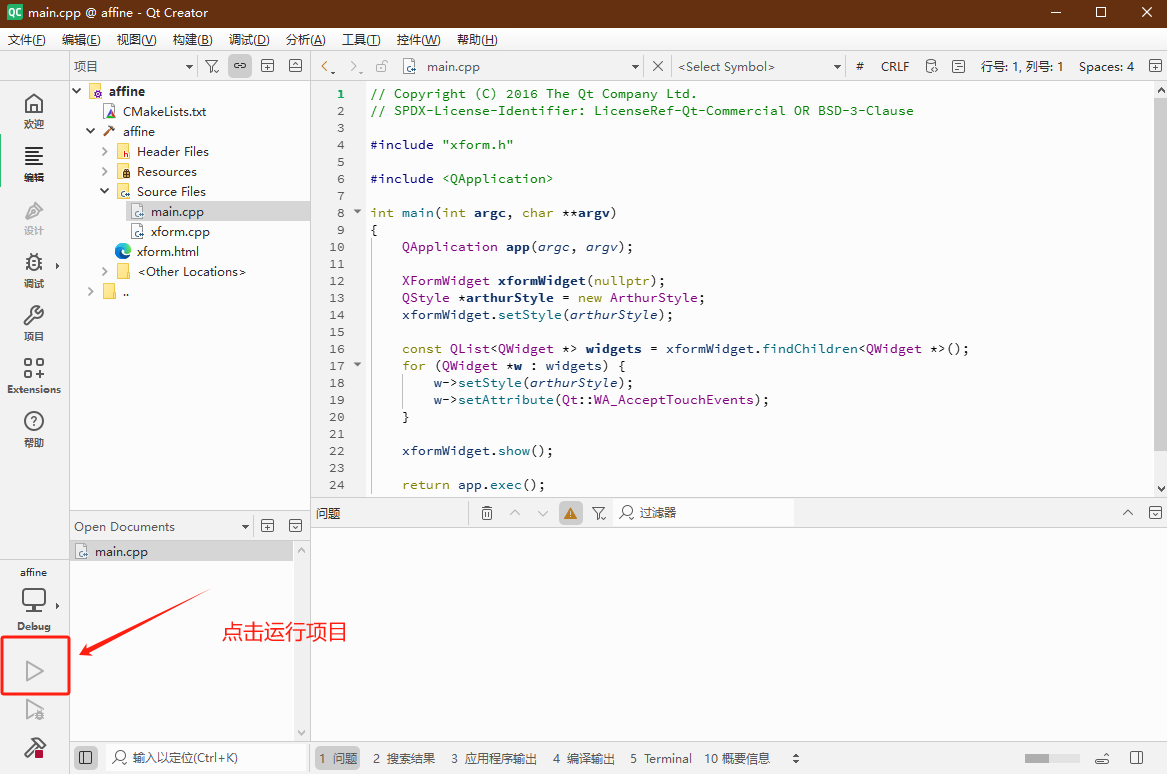 QC main.cpp @ affine - Qt Creator
文件(F) 编辑(E) 视图(V) 构建(B) 调试(D) 分析(A) 工具(T) 控件(W) 帮助(H)
项目
main.cpp
<Select Symbol>
# CRLF 行号: 1, 列号: 1 Spaces: 4
欢迎
编辑
设计
调试
项目
Extensions
帮助
affine
CMakeLists.txt
affine
Header Files
Resources
Source Files
main.cpp
xform.cpp
xform.html
<Other Locations>
..
1 // Copyright (C) 2016 The Qt Company Ltd.
2 // SPDX-License-Identifier: LicenseRef-Qt-Commercial OR BSD-3-Clause
3
4 #include "xform.h"
5
6 #include <QApplication>
7
8 int main(int argc, char **argv)
9 {
10 QApplication app(argc, argv);
11
12 XFormWidget xformWidget(nullptr);
13 QStyle *arthurStyle = new ArthurStyle;
14 xformWidget.setStyle(arthurStyle);
15
16 const QList<QWidget *> widgets = xformWidget.findChildren<QWidget *>();
17 for (QWidget *w : widgets) {
18 w->setStyle(arthurStyle);
19 w->setAttribute(Qt::WA_AcceptTouchEvents);
20 }
21
22 xformWidget.show();
23
24 return app.exec();
问题
过滤器
Open Documents
main.cpp
affine
Debug
点击运行项目
输入以定位(Ctrl+K)
1 问题 2 搜索结果 3 应用程序输出 4 编译输出 5 Terminal 10 概要信息